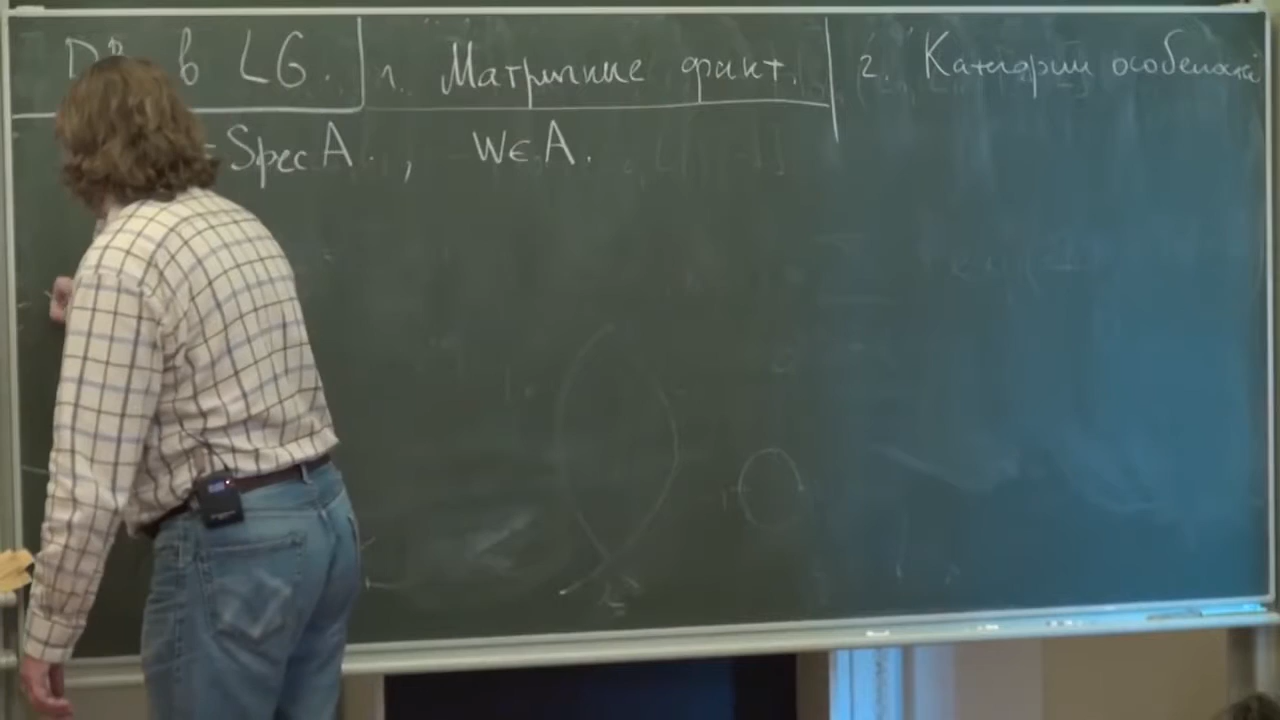 в LG. 1. Матричные факт. 2. Категории особенностей
= Spec A. , W∈A.